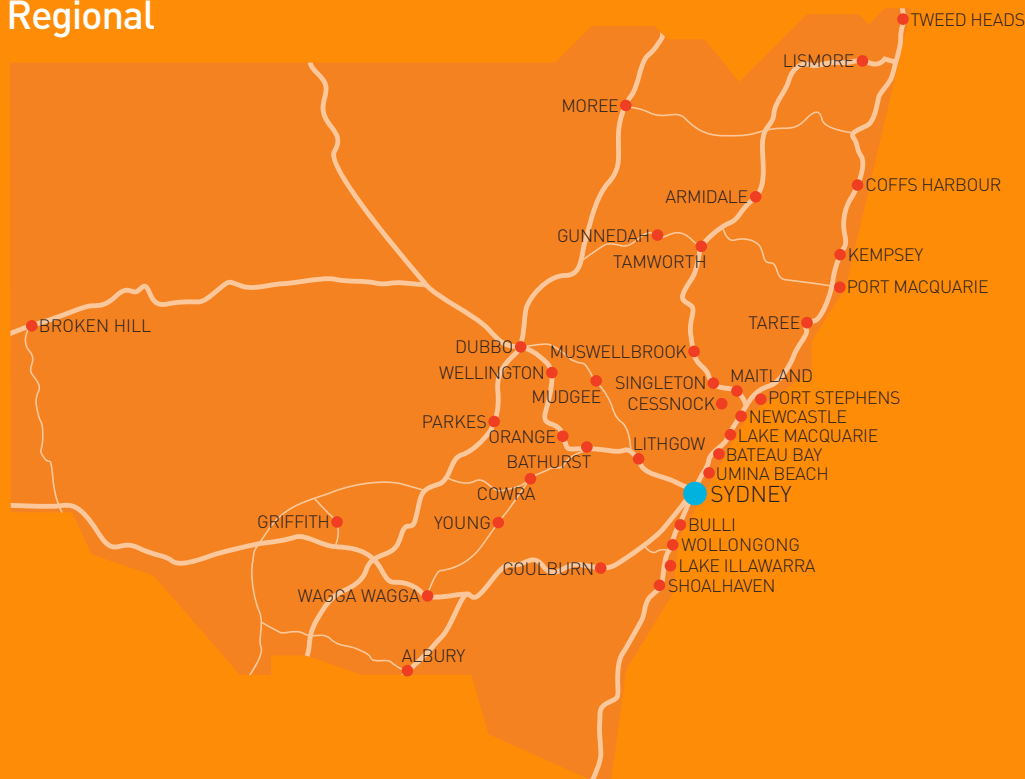 Regional
TWEED HEADS
LISMORE
MOREE
COFFS HARBOUR
ARMIDALE
GUNNEDAH
TAMWORTH
KEMPSEY
PORT MACQUARIE
TAREE
BROKEN HILL
DUBBO
MUSWELLBROOK
WELLINGTON
MUDGEE
SINGLETON
MAITLAND
CESSNOCK
PORT STEPHENS
NEWCASTLE
PARKES
ORANGE
LAKE MACQUARIE
LITHGOW
BATEAU BAY
BATHURST
UMINA BEACH
COWRA
SYDNEY
GRIFFITH
YOUNG
BULLI
WOLLONGONG
GOULBURN
LAKE ILLAWARRA
SHOALHAVEN
WAGGA WAGGA
ALBURY